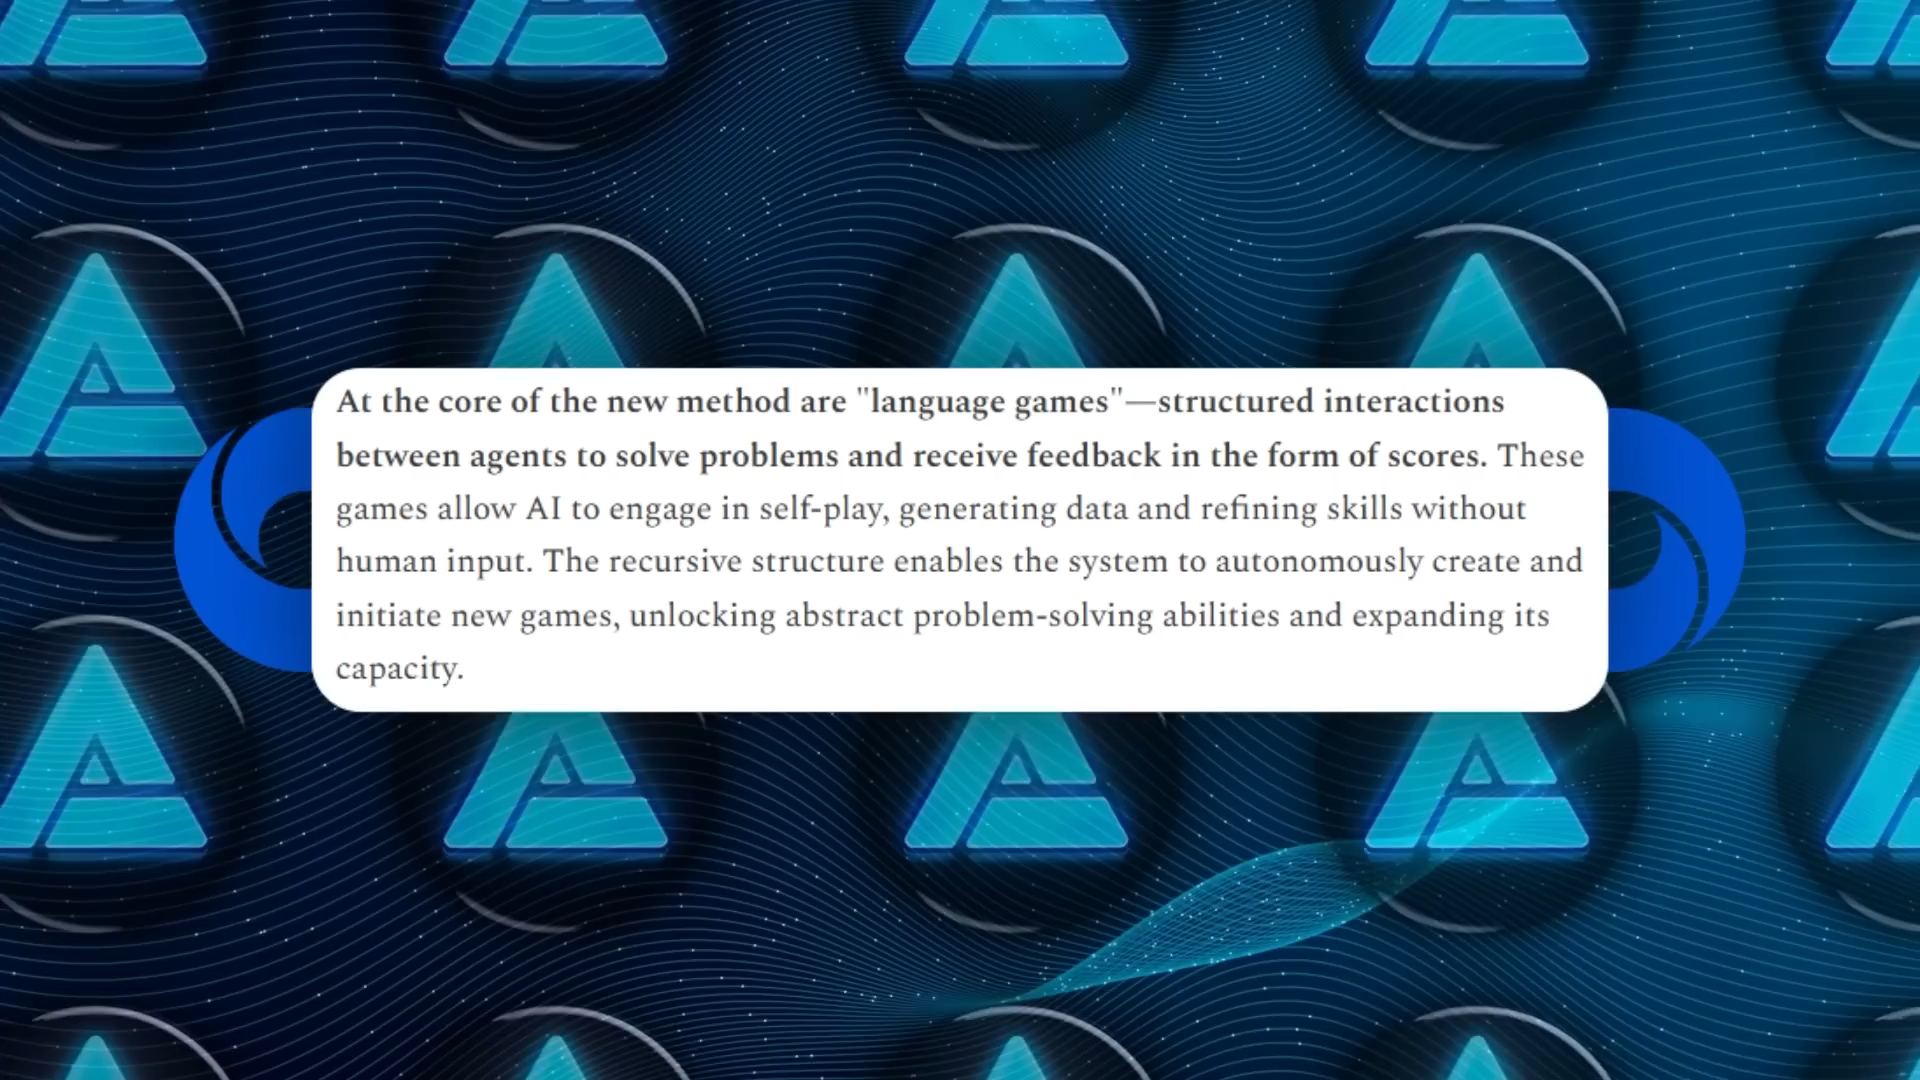 At the core of the new method are "language games"—structured interactions
between agents to solve problems and receive feedback in the form of scores. These
games allow AI to engage in self-play, generating data and refining skills without
human input. The recursive structure enables the system to autonomously create and
initiate new games, unlocking abstract problem-solving abilities and expanding its
capacity.